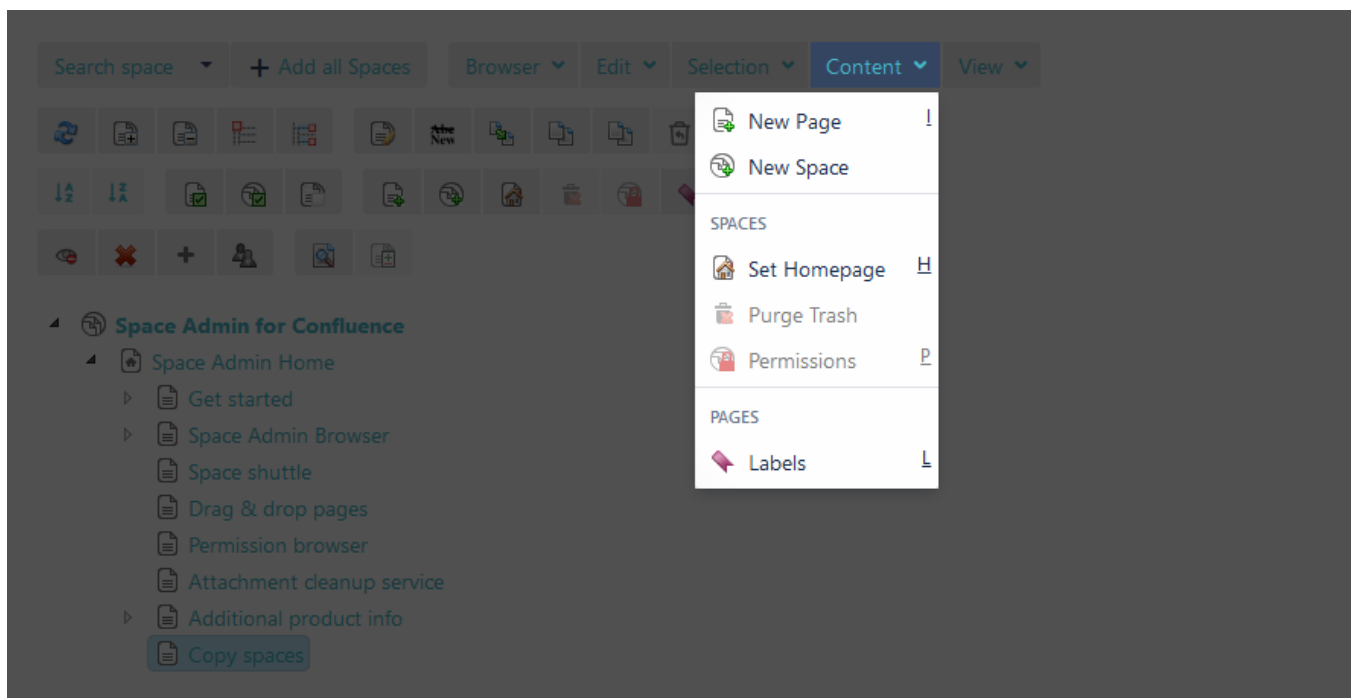 Search space
Add all Spaces
Browser
Edit
Selection
Content
View
Abc
New
A
Z
Z
A
New Page I
New Space
SPACES
Set Homepage H
Purge Trash
Permissions P
PAGES
Labels L
Space Admin for Confluence
Space Admin Home
Get started
Space Admin Browser
Space shuttle
Drag & drop pages
Permission browser
Attachment cleanup service
Additional product info
Copy spaces